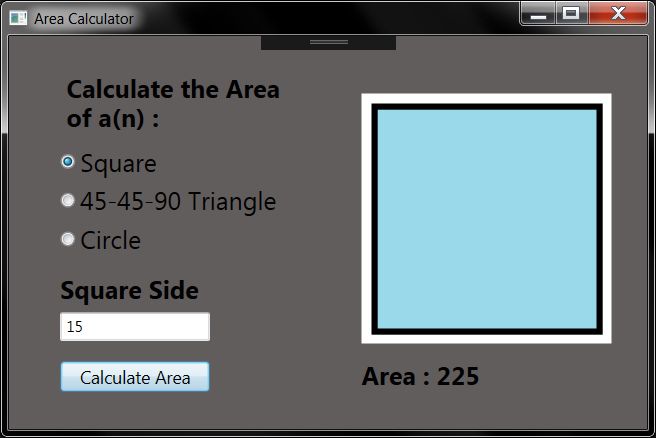 Area Calculator
Calculate the Area
of a(n) :
Square
45-45-90 Triangle
Circle
Square Side
15
Calculate Area
Area : 225